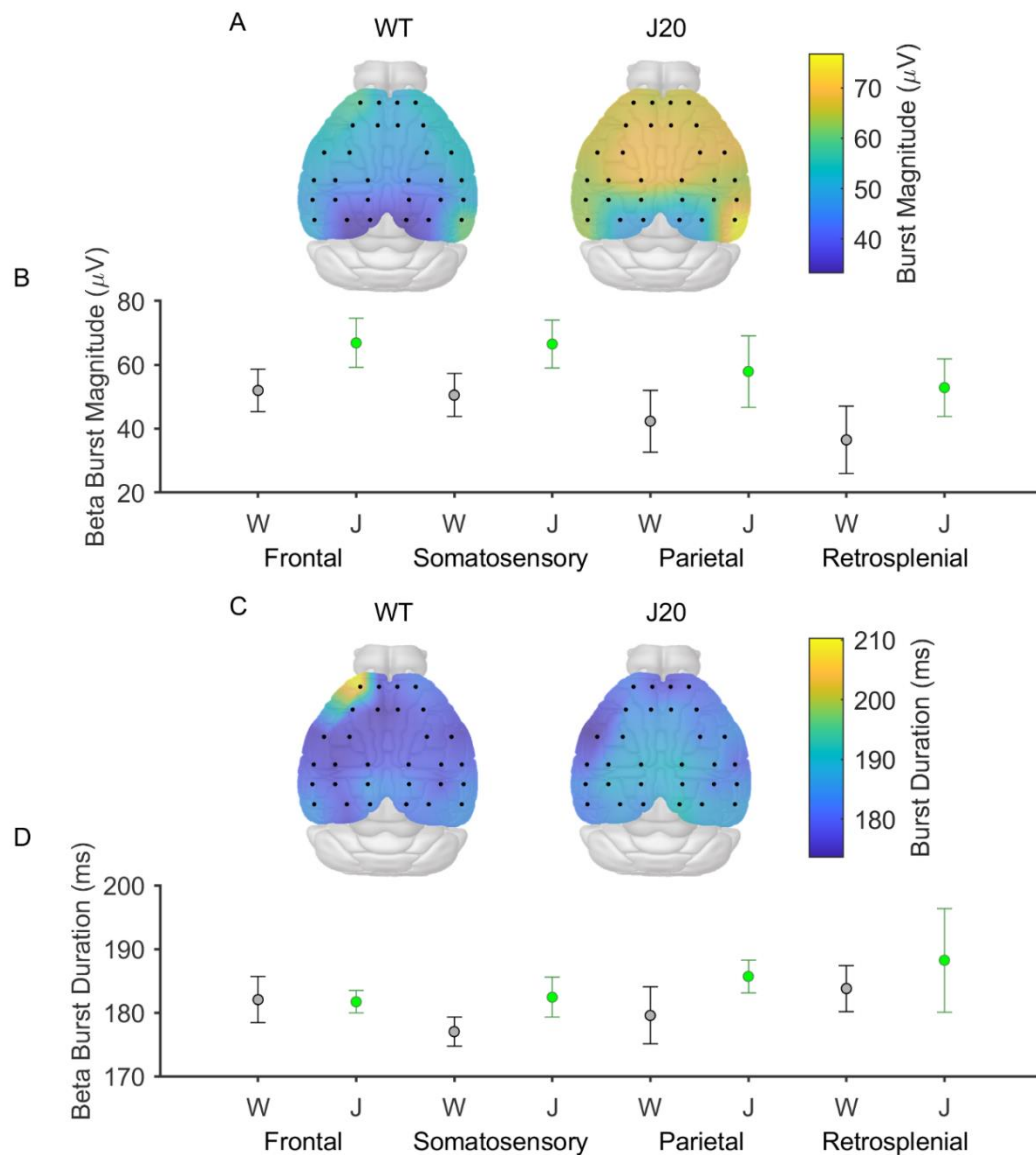 A
WT
J20
70
60
50
40
Burst Magnitude (μV)
B
Beta Burst Magnitude (μV)
80
60
40
20
W J W J W J W J
Frontal Somatosensory Parietal Retrosplenial
C
WT
J20
210
200
190
180
Burst Duration (ms)
D
Beta Burst Duration (ms)
200
190
180
170
W J W J W J W J
Frontal Somatosensory Parietal Retrosplenial